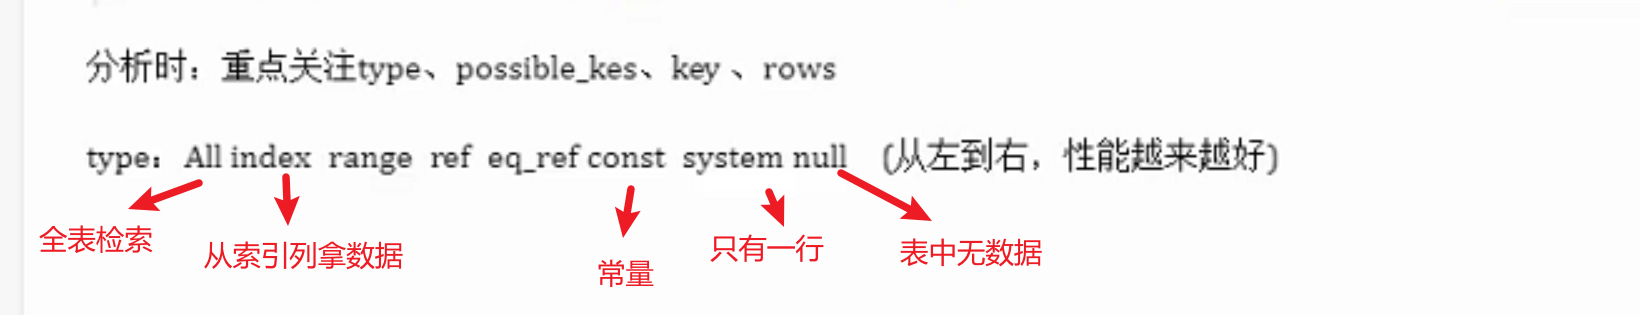 分析时：重点关注type、possible_kes、key 、rows
type：All index range ref eq_ref const system null （从左到右，性能越来越好）
全表检索
从索引列拿数据
常量
只有一行
表中无数据